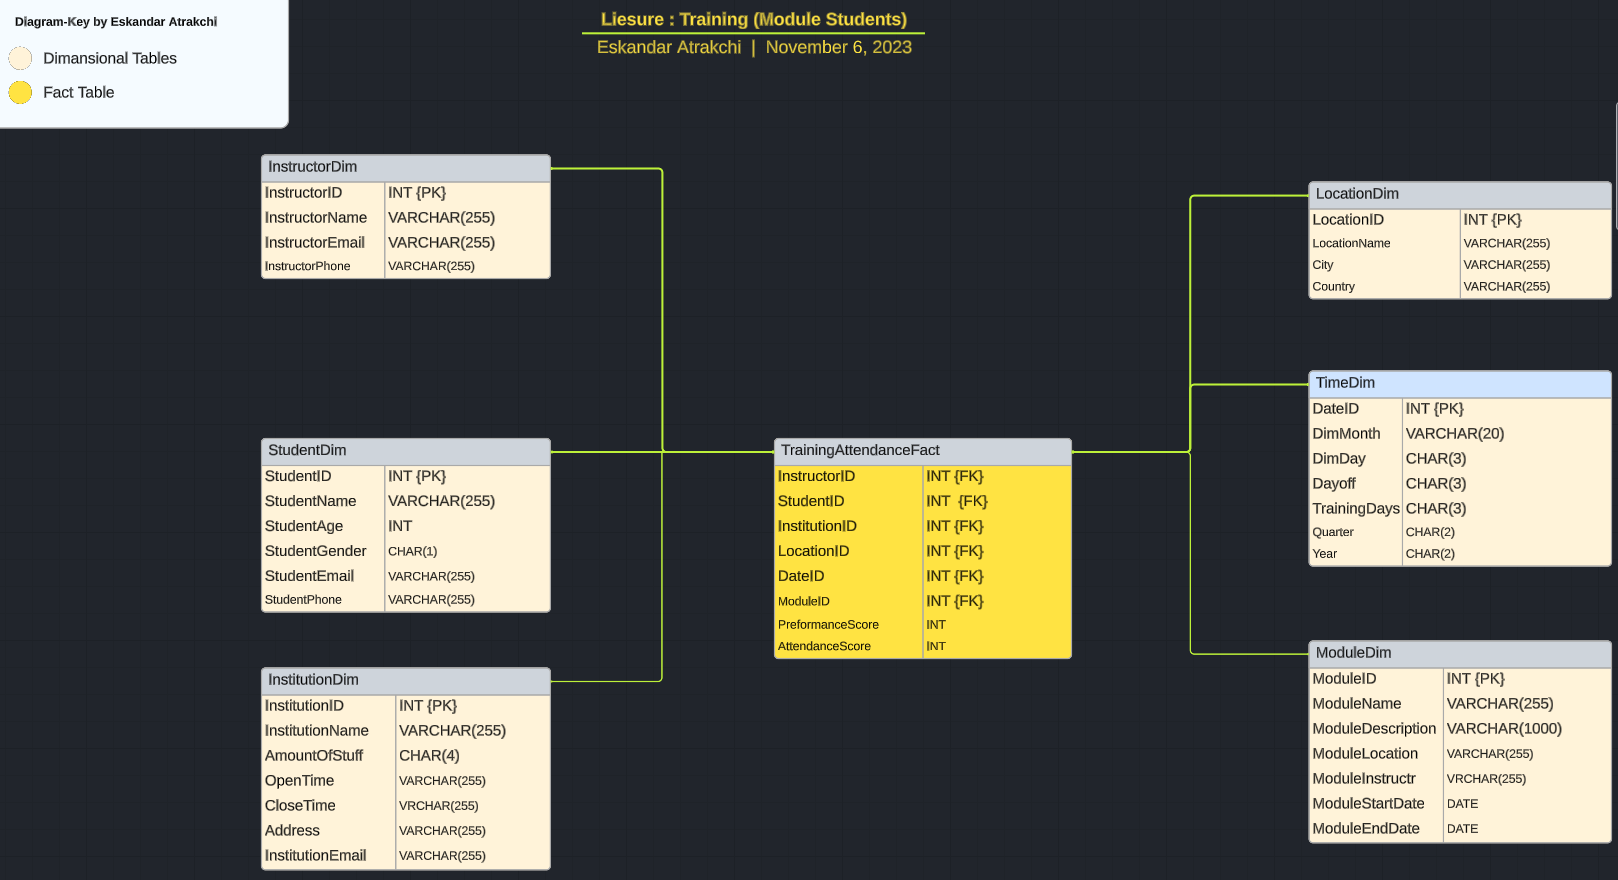 Diagram-Key by Eskandar Atrakchi
Dimansional Tables
Fact Table
Liesure : Training (Module Students)
Eskandar Atrakchi | November 6, 2023
InstructorDim
InstructorID INT {PK}
InstructorName VARCHAR(255)
InstructorEmail VARCHAR(255)
InstructorPhone VARCHAR(255)
StudentDim
StudentID INT {PK}
StudentName VARCHAR(255)
StudentAge INT
StudentGender CHAR(1)
StudentEmail VARCHAR(255)
StudentPhone VARCHAR(255)
InstitutionDim
InstitutionID INT {PK}
InstitutionName VARCHAR(255)
AmountOfStuff CHAR(4)
OpenTime VARCHAR(255)
CloseTime VRCHAR(255)
Address VARCHAR(255)
InstitutionEmail VARCHAR(255)
TrainingAttendanceFact
InstructorID INT {FK}
StudentID INT {FK}
InstitutionID INT {FK}
LocationID INT {FK}
DateID INT {FK}
ModuleID INT {FK}
PreformanceScore INT
AttendanceScore INT
LocationDim
LocationID INT {PK}
LocationName VARCHAR(255)
City VARCHAR(255)
Country VARCHAR(255)
TimeDim
DateID INT {PK}
DimMonth VARCHAR(20)
DimDay CHAR(3)
Dayoff CHAR(3)
TrainingDays CHAR(3)
Quarter CHAR(2)
Year CHAR(2)
ModuleDim
ModuleID INT {PK}
ModuleName VARCHAR(255)
ModuleDescription VARCHAR(1000)
ModuleLocation VARCHAR(255)
ModuleInstructr VRCHAR(255)
ModuleStartDate DATE
ModuleEndDate DATE